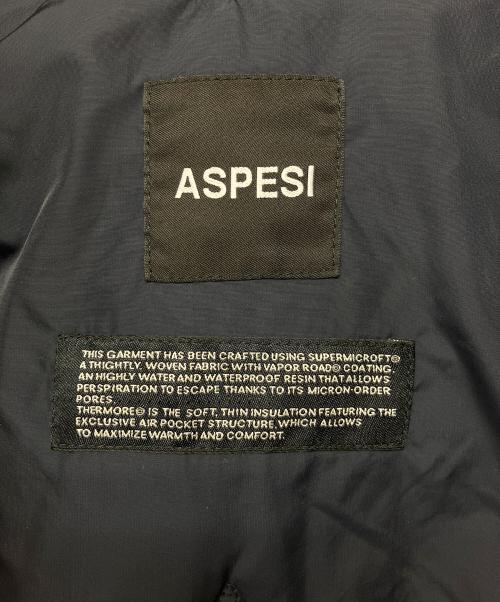 ASPESI
THIS GARMENT HAS BEEN CRAFTED USING SUPERMICROFT®
A THIGHTLY. WOVEN FABRIC WITH VAPOR ROAD® COATING.
AN HIGHLY WATER AND WATERPROOF RESIN THAT ALLOWS
PERSPIRATION TO ESCAPE THANKS TO ITS MICRON-ORDER
PORES.
THERMORE® IS THE SOFT, THIN INSULATION FEATURING THE
EXCLUSIVE AIR POCKET STRUCTURE, WHICH ALLOWS
TO MAXIMIZE WARMTH AND COMFORT.